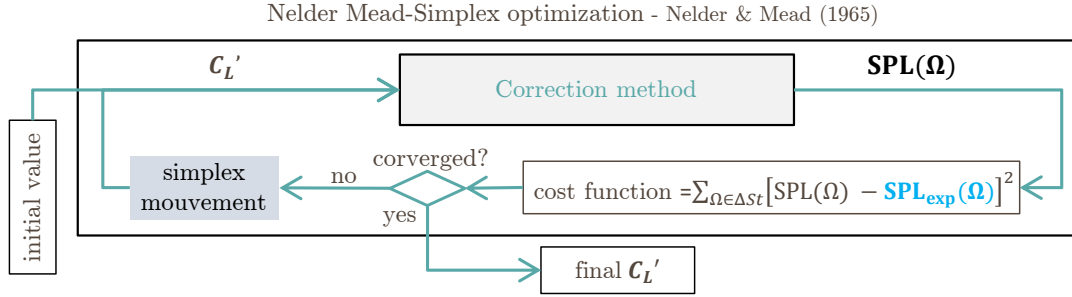 Nelder Mead-Simplex optimization - Nelder & Mead (1965)
C_L′
SPL(Ω)
Correction method
initial value
simplex
mouvement
no
corverged?
yes
cost function =∑_{Ω∈ΔSt}[SPL(Ω) − SPL_exp(Ω)]²
final C_L′